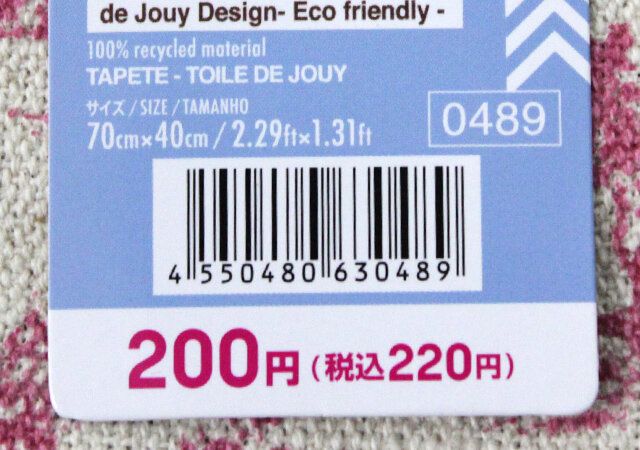 de Jouy Design- Eco friendly -
100% recycled material
TAPETE - TOILE DE JOUY
サイズ / SIZE / TAMANHO
70cm×40cm / 2.29ft×1.31ft
0489
4 550480 630489
200円(税込220円)